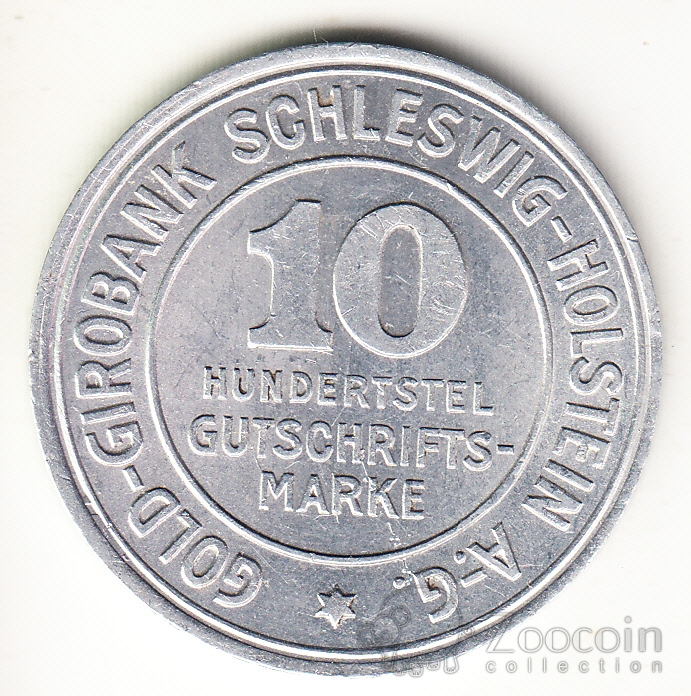 GOLD-GIROBANK SCHLESWIG-HOLSTEIN A.-G.
10
HUNDERTSTEL
GUTSCHRIFTS-
MARKE
Zoocoin
collection